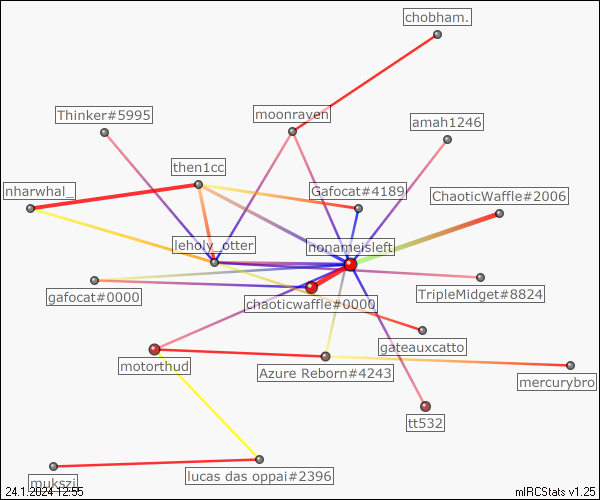 chobham.
Thinker#5995
moonraven
amah1246
then1cc
nharwhal_
Gafocat#4189
ChaoticWaffle#2006
leholy_otter
nonameisleft
gafocat#0000
chaoticwaffle#0000
TripleMidget#8824
gateauxcatto
motorthud
Azure Reborn#4243
mercurybro
tt532
lucas das oppai#2396
mukszi
24.1.2024 12:55
mIRCStats v1.25